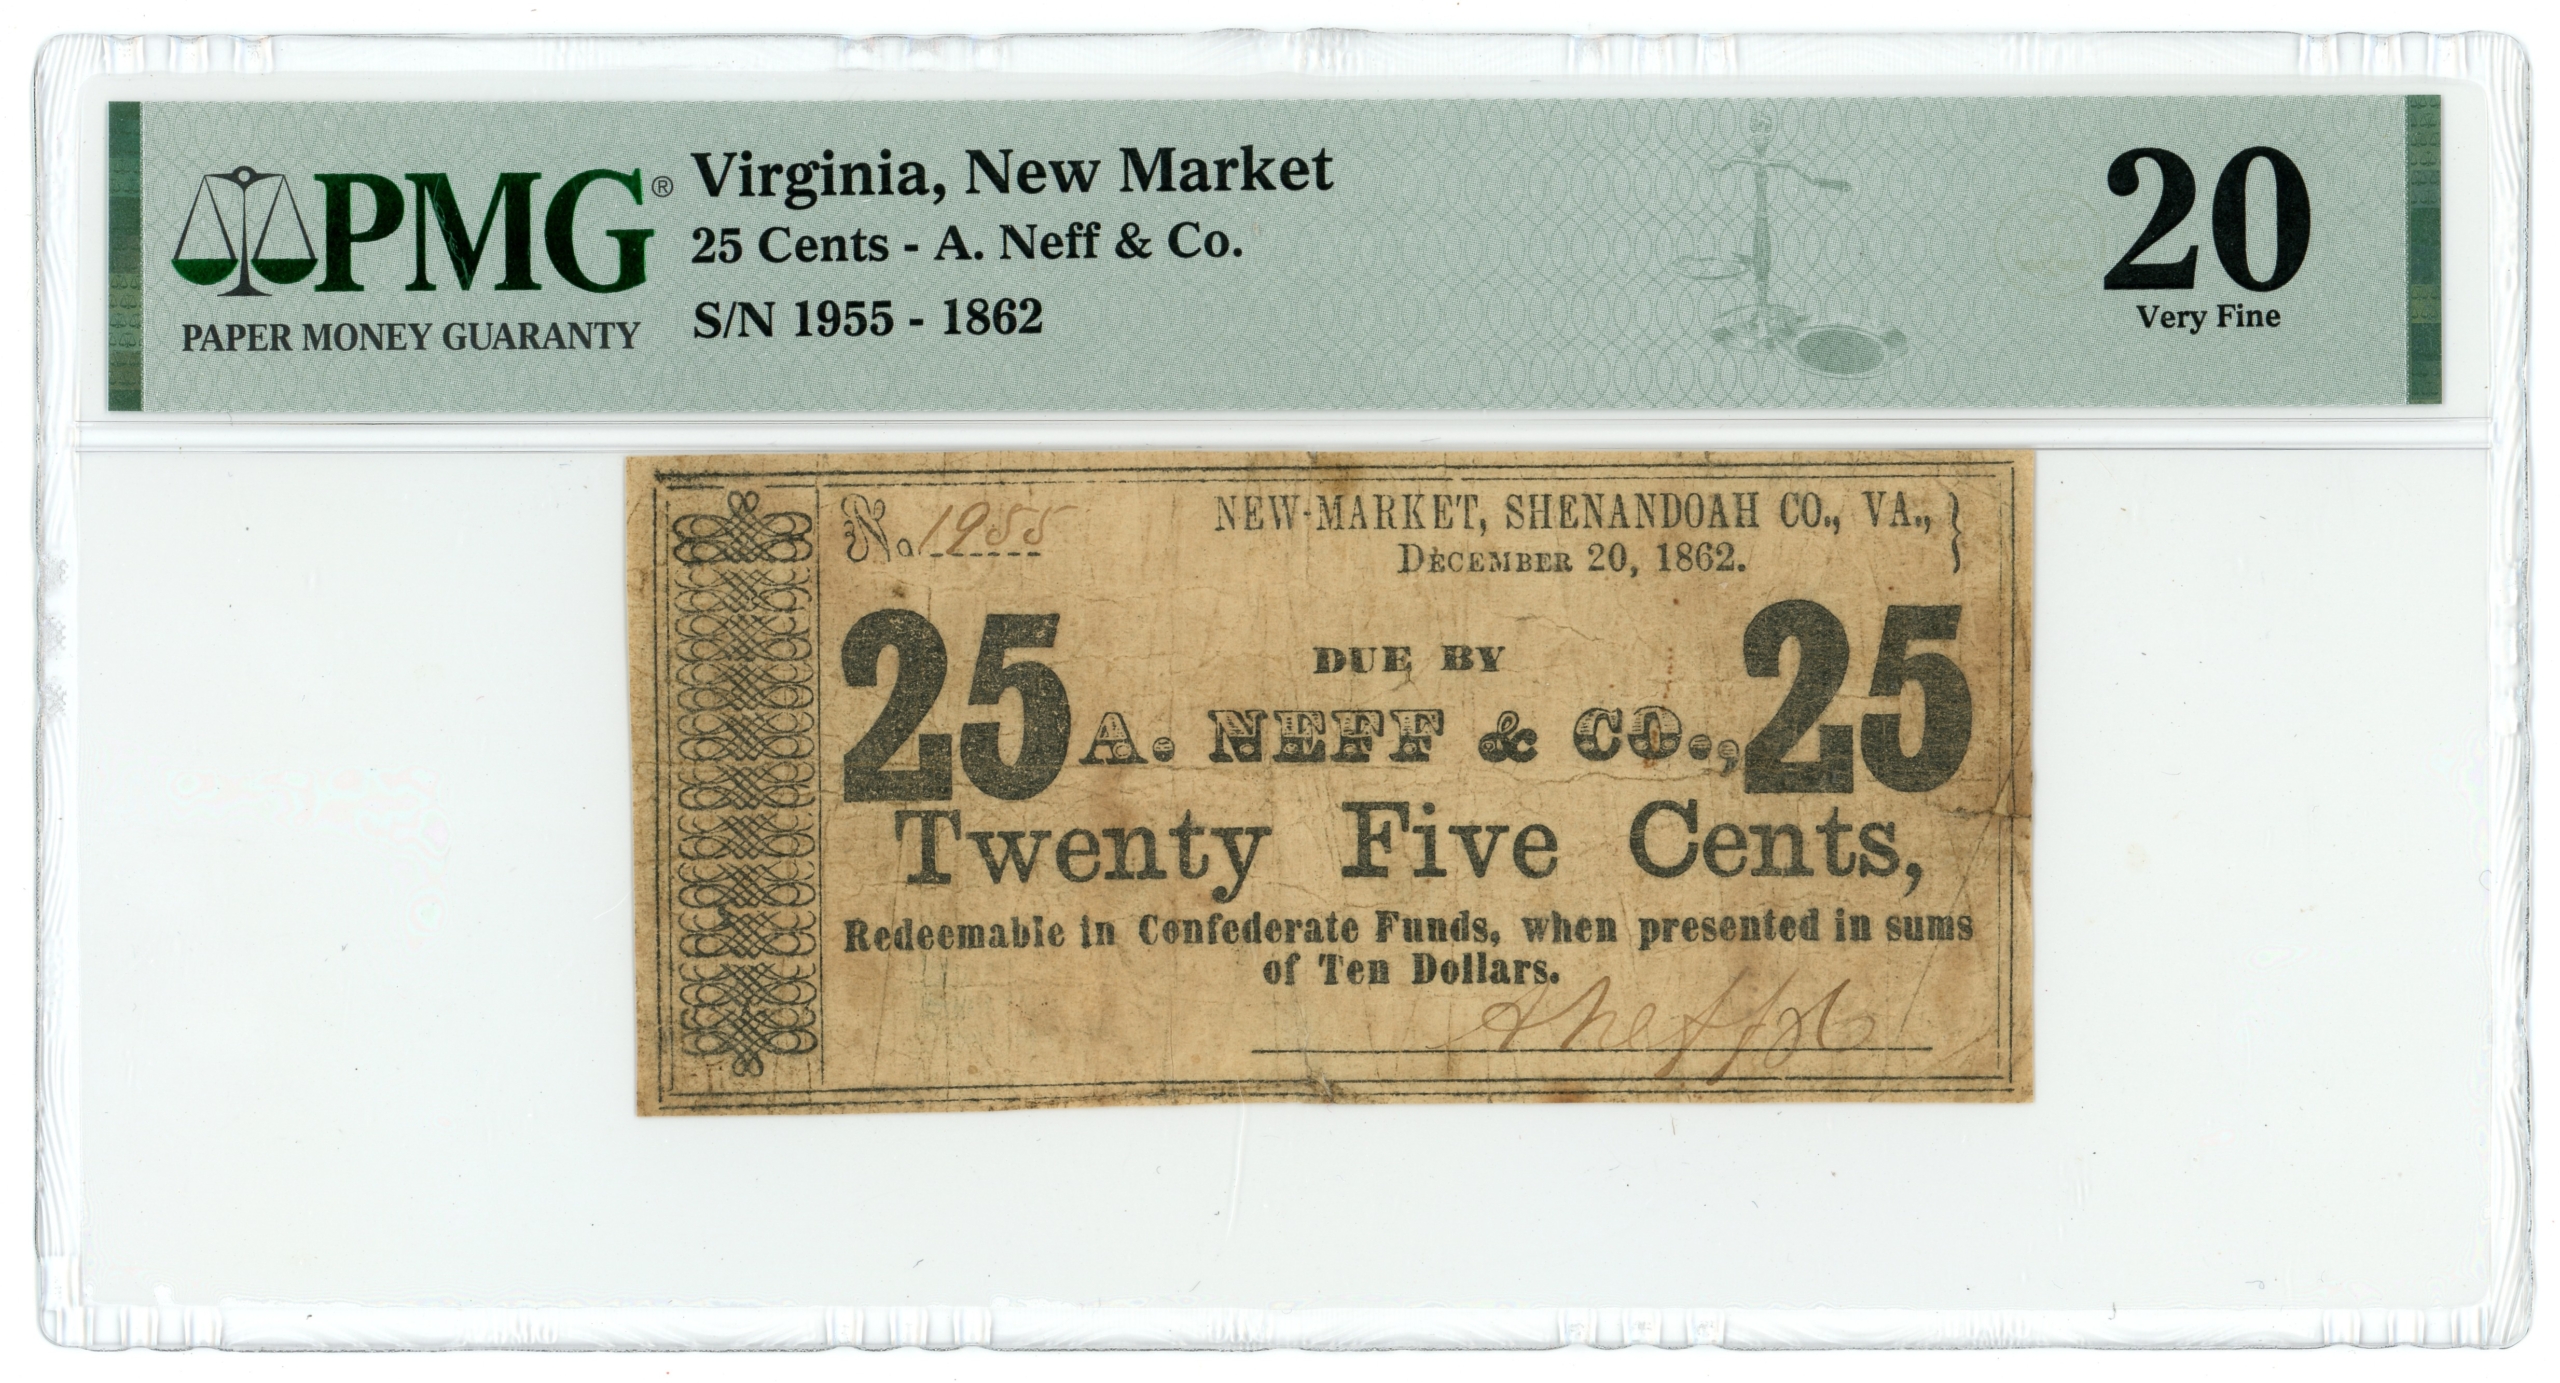 PMG®
PAPER MONEY GUARANTY
Virginia, New Market
25 Cents - A. Neff & Co.
S/N 1955 - 1862
20
Very Fine
No 1955
NEW-MARKET, SHENANDOAH CO., VA.,
DECEMBER 20, 1862.
25
DUE BY
A. NEFF & CO.,
25
Twenty Five Cents,
Redeemable in Confederate Funds, when presented in sums
of Ten Dollars.
A Neff & Co